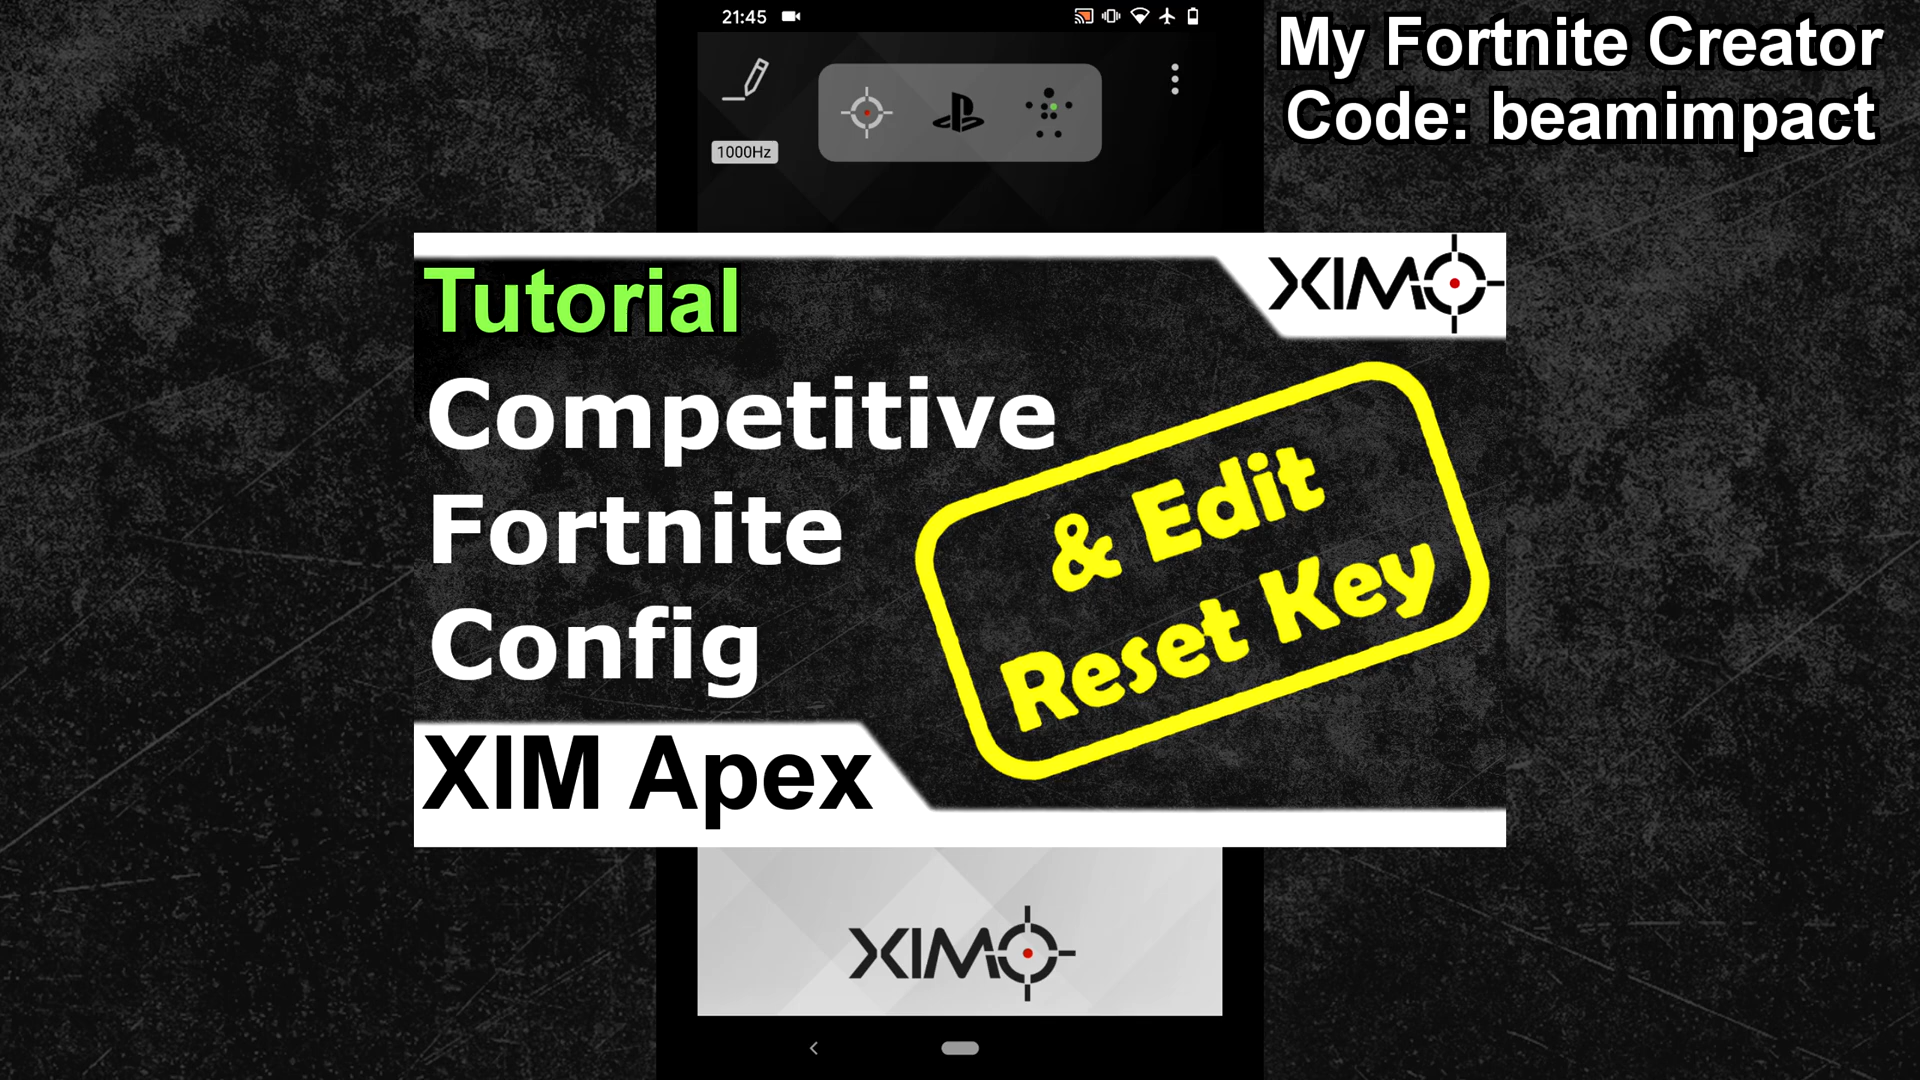 21:45
My Fortnite Creator
Code: beamimpact
1000Hz
XIM
Tutorial
Competitive
Fortnite
Config
& Edit
Reset Key
XIM Apex
XIM